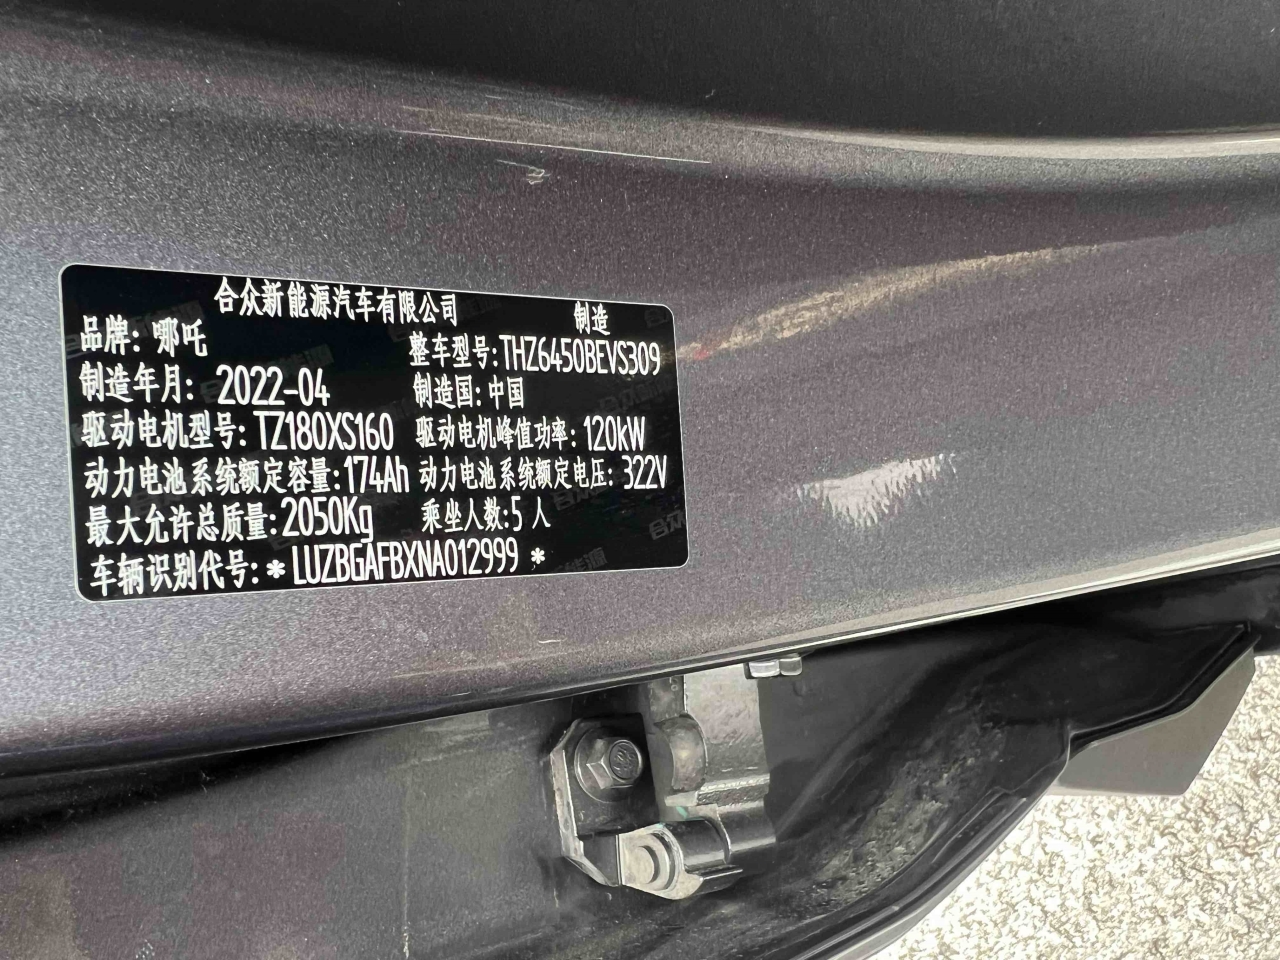 合众新能源汽车有限公司 制造
品牌: 哪吒 整车型号:THZ6450BEVS309
制造年月: 2022-04 制造国: 中国
驱动电机型号: TZ180XS160 驱动电机峰值功率: 120kW
动力电池系统额定容量:174Ah 动力电池系统额定电压: 322V
最大允许总质量: 2050Kg 乘坐人数:5 人
车辆识别代号: * LUZBGAFBXNA012999 *